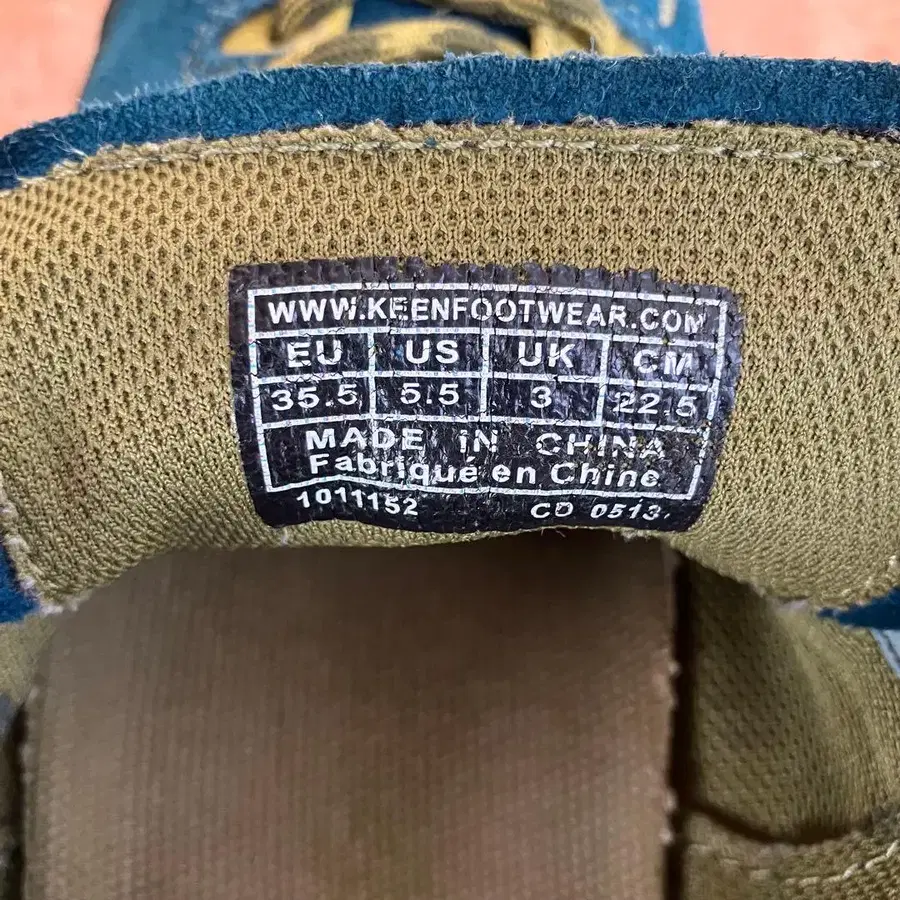 WWW.KEENFOOTWEAR.COM
EU US UK CM
35.5 5.5 3 22.5
MADE IN CHINA
Fabriqué en Chine
1011152 CD 0513